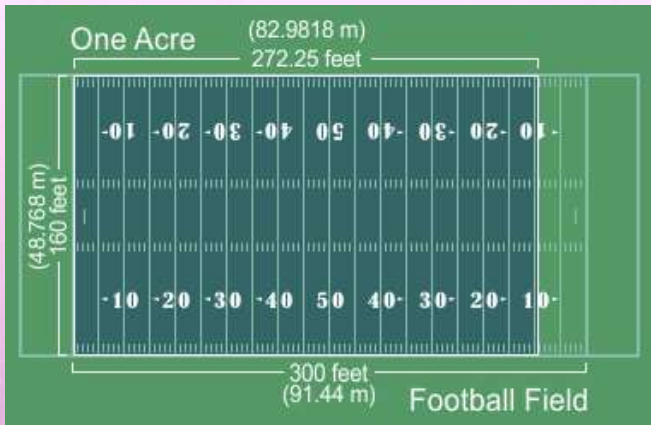 One Acre
(82.9818 m)
272.25 feet
-10 -20 -30 -40 50 40- 30- 20- 10-
(48.768 m)
160 feet
-10 -20 -30 -40 50 40- 30- 20- 10-
300 feet
(91.44 m)
Football Field